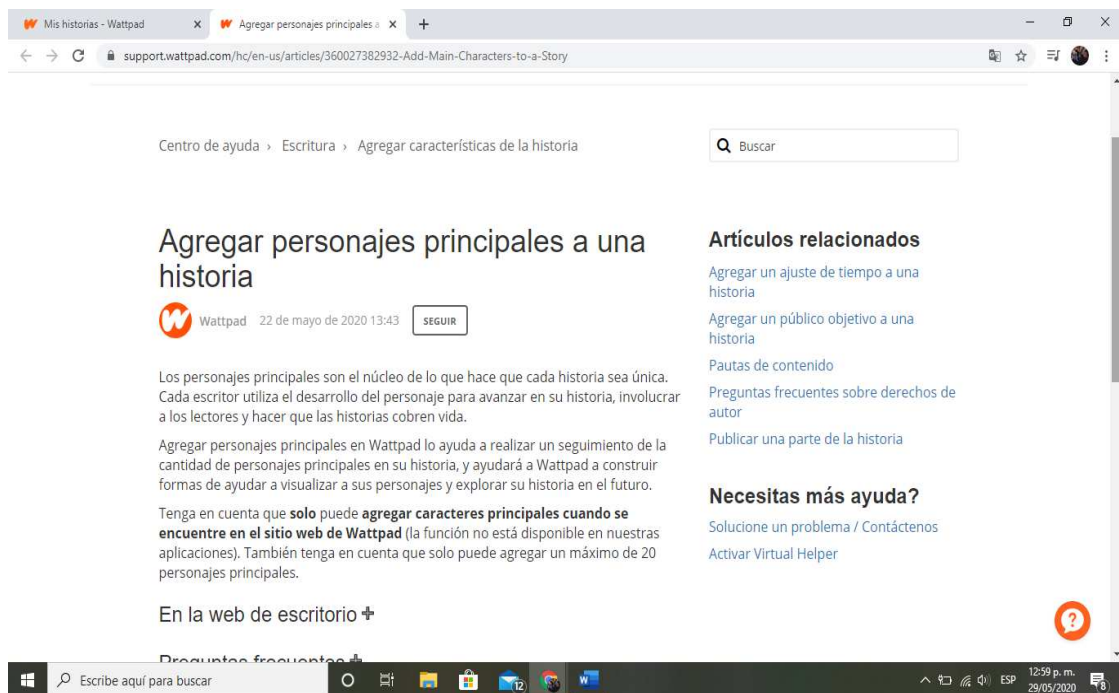 Mis historias - Wattpad
Agregar personajes principales a
support.wattpad.com/hc/en-us/articles/360027382932-Add-Main-Characters-to-a-Story
Centro de ayuda › Escritura › Agregar características de la historia
Buscar
Agregar personajes principales a una
historia
Wattpad 22 de mayo de 2020 13:43 SEGUIR
Los personajes principales son el núcleo de lo que hace que cada historia sea única.
Cada escritor utiliza el desarrollo del personaje para avanzar en su historia, involucrar
a los lectores y hacer que las historias cobren vida.
Agregar personajes principales en Wattpad lo ayuda a realizar un seguimiento de la
cantidad de personajes principales en su historia, y ayudará a Wattpad a construir
formas de ayudar a visualizar a sus personajes y explorar su historia en el futuro.
Tenga en cuenta que solo puede agregar caracteres principales cuando se
encuentre en el sitio web de Wattpad (la función no está disponible en nuestras
aplicaciones). También tenga en cuenta que solo puede agregar un máximo de 20
personajes principales.
En la web de escritorio +
Preguntas frecuentes +
Artículos relacionados
Agregar un ajuste de tiempo a una
historia
Agregar un público objetivo a una
historia
Pautas de contenido
Preguntas frecuentes sobre derechos de
autor
Publicar una parte de la historia
Necesitas más ayuda?
Solucione un problema / Contáctenos
Activar Virtual Helper
?
Escribe aquí para buscar
12
W
ESP
12:59 p. m.
29/05/2020
8